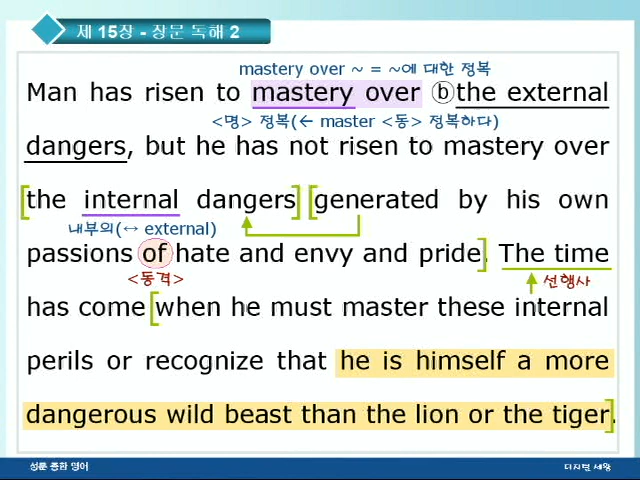 제 15장 - 장문 독해 2
mastery over ~ = ~에 대한 정복
Man has risen to mastery over ⓑ the external
<명> 정복(← master <동> 정복하다)
dangers, but he has not risen to mastery over
[the internal dangers] [generated by his own
내부의(↔ external)
passions of hate and envy and pride]. The time
<동격> 선행사
has come [when he must master these internal
perils or recognize that he is himself a more
dangerous wild beast than the lion or the tiger].
성문 종합 영어 디지털 세왕